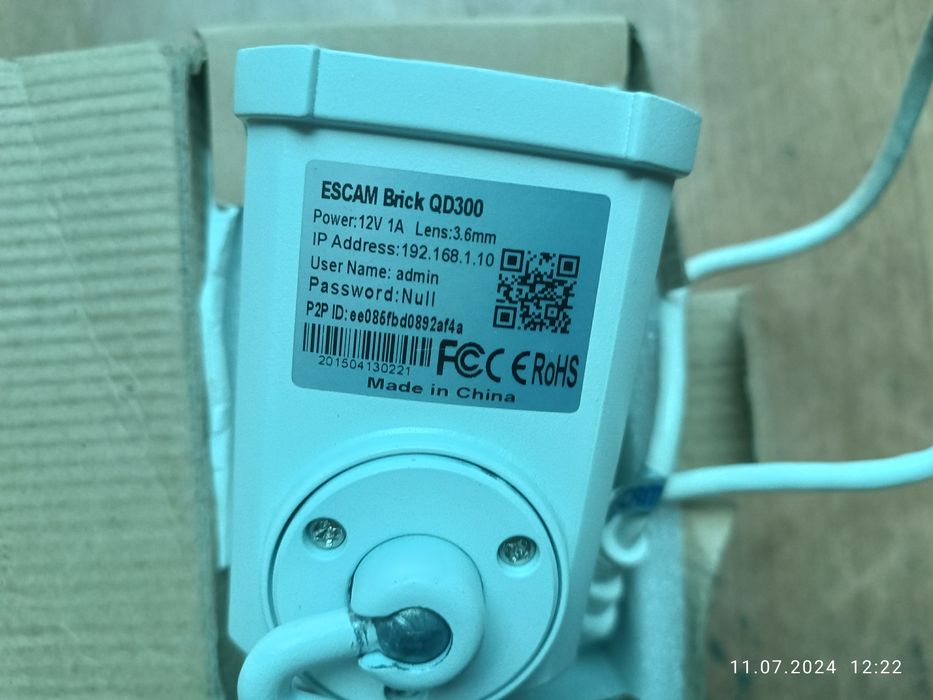 ESCAM Brick QD300
Power:12V 1A Lens:3.6mm
IP Address:192.168.1.10
User Name: admin
Password:Null
P2P ID:ee086fbd0892af4a
201504130221
FCC CE RoHS
Made in China
11.07.2024 12:22